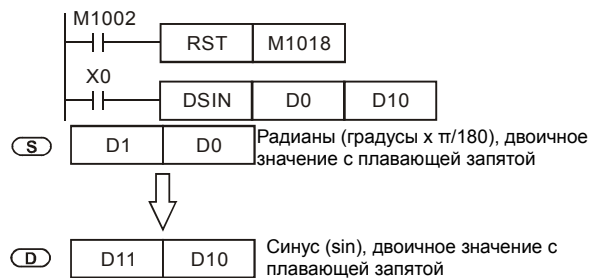 M1002
RST M1018
X0
DSIN D0 D10
S D1 D0 Радианы (градусы x π/180), двоичное
значение с плавающей запятой
D D11 D10 Синус (sin), двоичное значение с
плавающей запятой